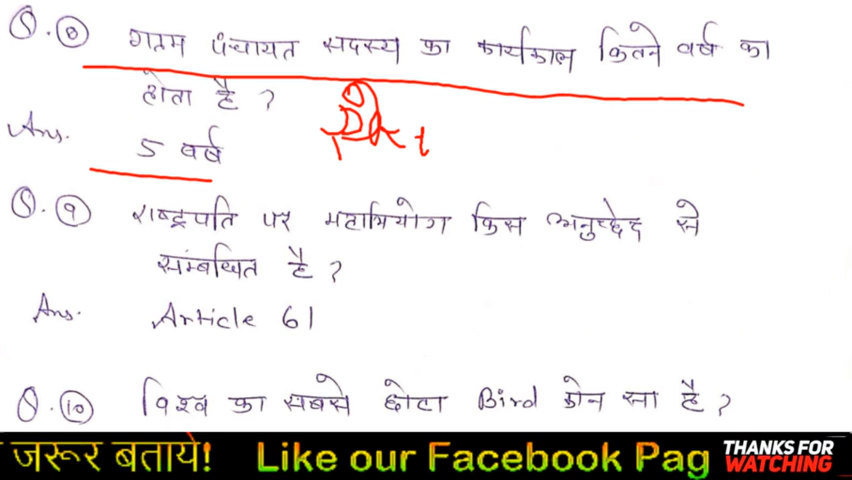 Q. 8 ग्राम पंचायत सदस्य का कार्यकाल कितने वर्ष का
होता है ?
Ans. 5 वर्ष
Q. 9 राष्ट्रपति पर महाभियोग किस अनुच्छेद से
संम्बधित है ?
Ans. Article 61
Q. 10 विश्व का सबसे छोटा Bird कोन सा है ?
जरूर बताये! Like our Facebook Pag
THANKS FOR
WATCHING